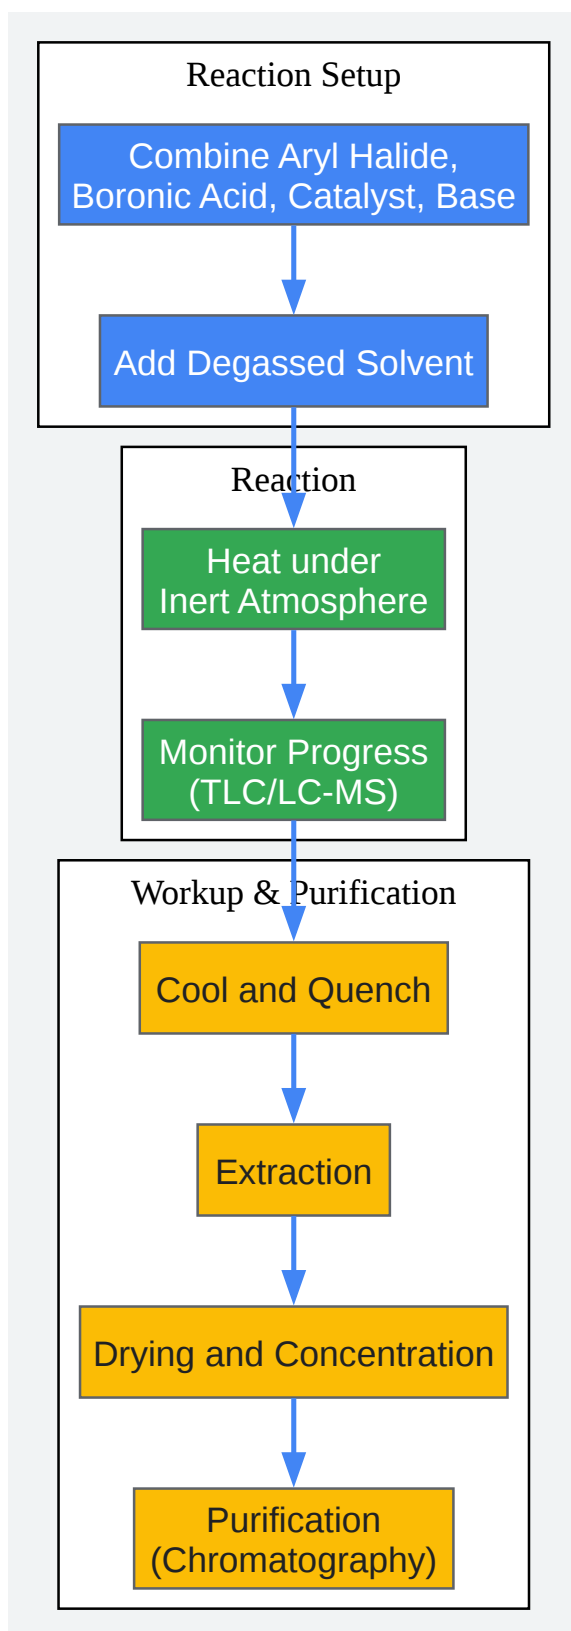 Reaction Setup
Combine Aryl Halide,
Boronic Acid, Catalyst, Base
Add Degassed Solvent
Reaction
Heat under
Inert Atmosphere
Monitor Progress
(TLC/LC-MS)
Workup & Purification
Cool and Quench
Extraction
Drying and Concentration
Purification
(Chromatography)